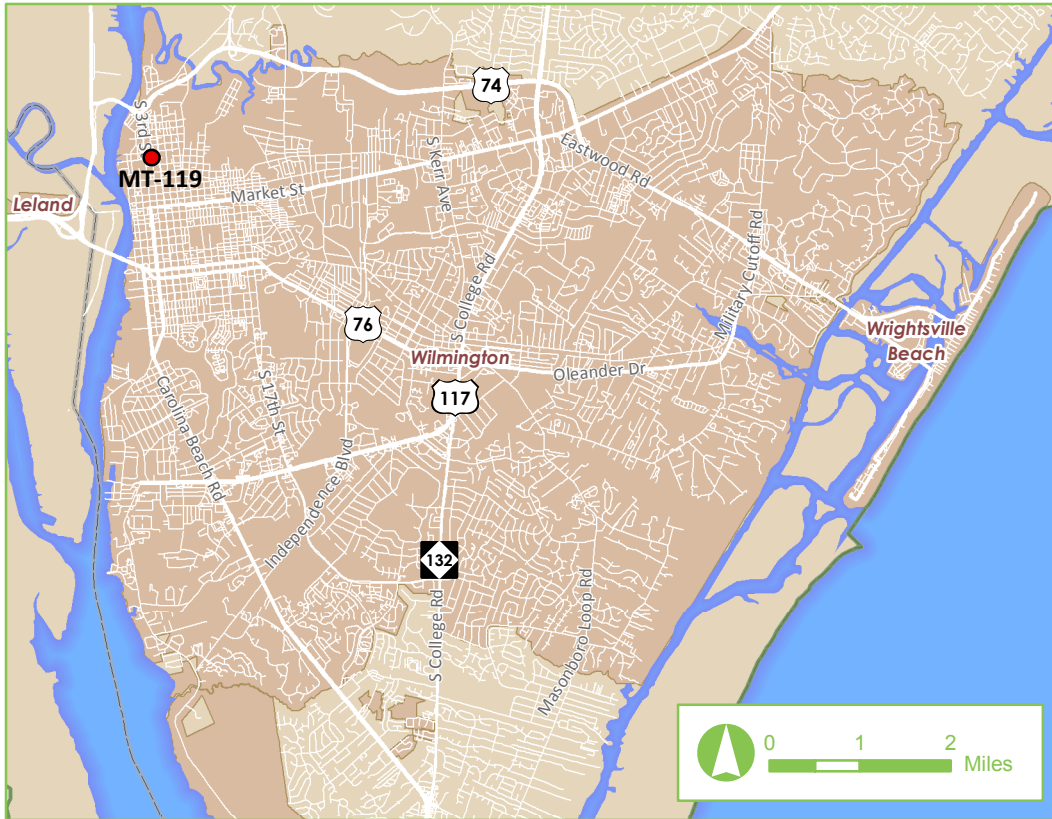 74
S 3rd S
MT-119
S Kerr Ave
Eastwood Rd
Market St
Leland
Military Cutoff Rd
S College Rd
76
Wrightsville
Beach
Wilmington
Oleander Dr
117
S 17th St
Carolina Beach Rd
Independence Blvd
132
Masonboro Loop Rd
S College Rd
0 1 2
Miles